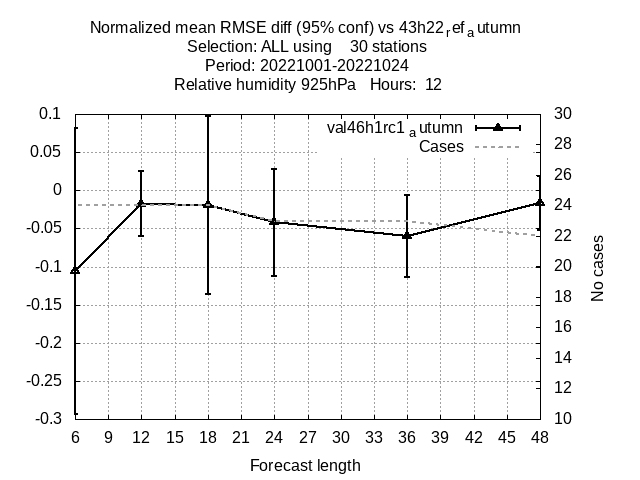 Normalized mean RMSE diff (95% conf) vs 43h22refautumn
Selection: ALL using 30 stations
Period: 20221001-20221024
Relative humidity 925hPa Hours: 12
val46h1rc1autumn
Cases
0.1
0.05
0
-0.05
-0.1
-0.15
-0.2
-0.25
-0.3
30
28
26
24
22
20
18
16
14
12
10
No cases
6 9 12 15 18 21 24 27 30 33 36 39 42 45 48
Forecast length